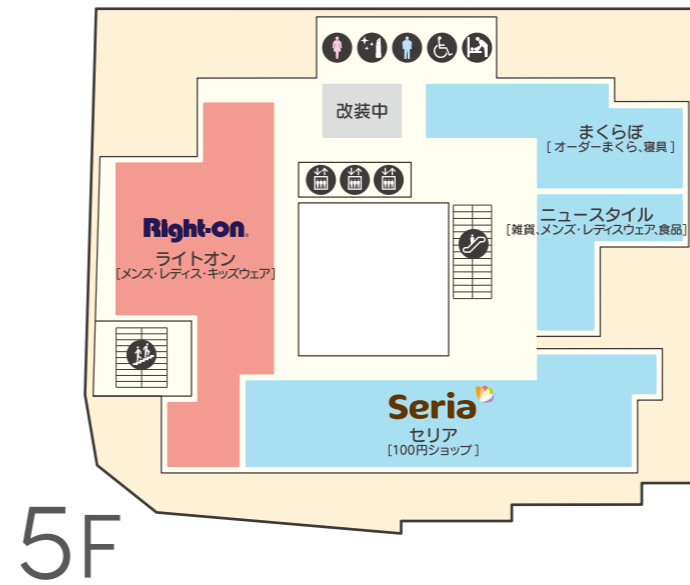 改装中
まくらぼ
[オーダーまくら、寝具]
Right-on.
ライトオン
[メンズ・レディス・キッズウェア]
ニュースタイル
[雑貨、メンズ・レディスウェア、食品]
Seria
セリア
[100円ショップ]
5F